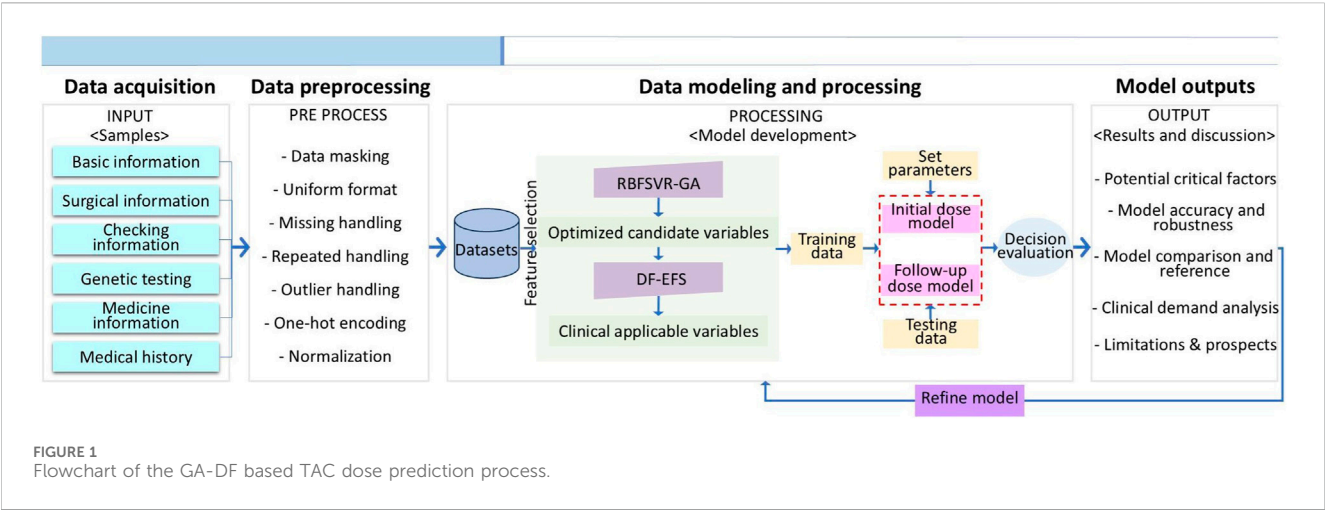 Data acquisition
INPUT
<Samples>
Basic information
Surgical information
Checking
information
Genetic testing
Medicine
information
Medical history
Data preprocessing
PRE PROCESS
- Data masking
- Uniform format
- Missing handling
- Repeated handling
- Outlier handling
- One-hot encoding
- Normalization
Data modeling and processing
PROCESSING
<Model development>
Datasets
Feature selection
RBFSVR-GA
Optimized candidate variables
DF-EFS
Clinical applicable variables
Training
data
Set
parameters
Initial dose
model
Follow-up
dose model
Testing
data
Decision
evaluation
Model outputs
OUTPUT
<Results and discussion>
- Potential critical factors
- Model accuracy and
robustness
- Model comparison and
reference
- Clinical demand analysis
- Limitations & prospects
Refine model
FIGURE 1
Flowchart of the GA-DF based TAC dose prediction process.